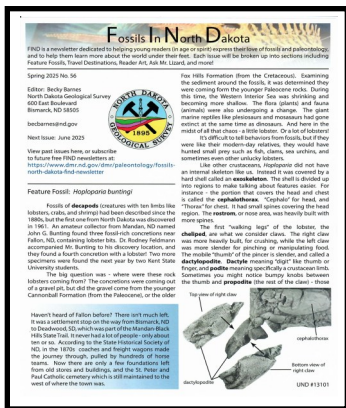 Fossils In North Dakota
FIND is a newsletter dedicated to helping young readers (in age or spirit) express their love of fossils and paleontology,
and to help them learn more about the world under their feet. Each issue will be broken up into sections including
Feature Fossils, Travel Destinations, Reader Art, Ask Mr. Lizard, and more!
Spring 2025 No. 56
Editor: Becky Barnes
North Dakota Geological Survey
600 East Boulevard
Bismarck, ND 58505
becbarnes@nd.gov
Next Issue: June 2025
View past issues here, or subscribe
to future free FIND newsletters at:
https://www.dmr.nd.gov/dmr/paleontology/fossils-
north-dakota-find-newsletter
1895
Feature Fossil: Hoploparia buntingi
Fossils of decapods (creatures with ten limbs like
lobsters, crabs, and shrimp) had been described since the
1880s, but the first one from North Dakota was discovered
in 1961. An amateur collector from Mandan, ND named
John G. Bunting found three fossil-rich concretions near
Fallon, ND, containing lobster bits. Dr. Rodney Feldmann
accompanied Mr. Bunting to his discovery location, and
they found a fourth concretion with a lobster! Two more
specimens were found the next year by two Kent State
University students.
The big question was - where were these rock
lobsters coming from? The concretions were coming out
of a gravel pit, but did the gravel come from the younger
Cannonball Formation (from the Paleocene), or the older
Haven't heard of Fallon before? There isn't much left.
It was a settlement stop on the way from Bismarck, ND
to Deadwood, SD, which was part of the Mandan-Black
Hills State Trail. It never had a lot of people - only about
ten or so. According to the State Historical Society of
ND, in the 1870s coaches and freight wagons made
the journey through, pulled by hundreds of horse
teams. Now there are only a few foundations left
from old stores and buildings, and the St. Peter and
Paul Catholic cemetery which is still maintained to the
west of where the town was.
Fox Hills Formation (from the Cretaceous). Examining
the sediment around the fossils, it was determined they
were coming form the younger Paleocene rocks. During
this time, the Western Interior Sea was shrinking and
becoming more shallow. The flora (plants) and fauna
(animals) were also undergoing a change. The giant
marine reptiles like plesiosaurs and mosasaurs had gone
extinct at the same time as dinosaurs. And here in the
midst of all that chaos - a little lobster. Or a lot of lobsters!
It's difficult to tell behaviors from fossils, but if they
were like their modern-day relatives, they would have
hunted small prey such as fish, clams, sea urchins, and
sometimes even other unlucky lobsters.
Like other crustaceans, Hoploparia did not have
an internal skeleton like us. Instead it was covered by a
hard shell called an exoskeleton. The shell is divided up
into regions to make talking about features easier. For
instance - the portion that covers the head and chest
is called the cephalothorax. "Cephalo" for head, and
"Thorax" for chest. It had small spines covering the head
region. The rostrom, or nose area, was heavily built with
more spines.
The first "walking legs" of the lobster, the
cheliped, are what we consider claws. The right claw
was more heavily built, for crushing, while the left claw
was more slender for pinching or manipulating food.
The mobile "thumb" of the pincer is slender, and called a
dactylopodite. Dactyle meaning "digit" like thumb or
finger, and podite meaning specifically a crustacean limb.
Sometimes you might notice bumpy knobs between
the thumb and propodite (the rest of the claw) - those
Top view of right claw
cephalothorax
Bottom view of
right claw
dactylopodite
UND #13101